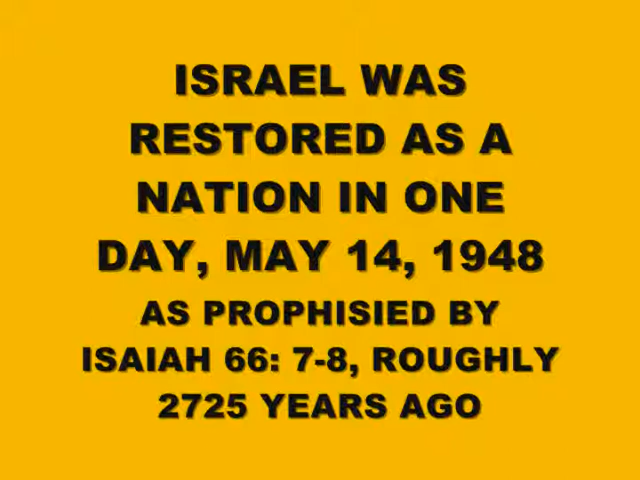 ISRAEL WAS
RESTORED AS A
NATION IN ONE
DAY, MAY 14, 1948
AS PROPHISIED BY
ISAIAH 66: 7-8, ROUGHLY
2725 YEARS AGO